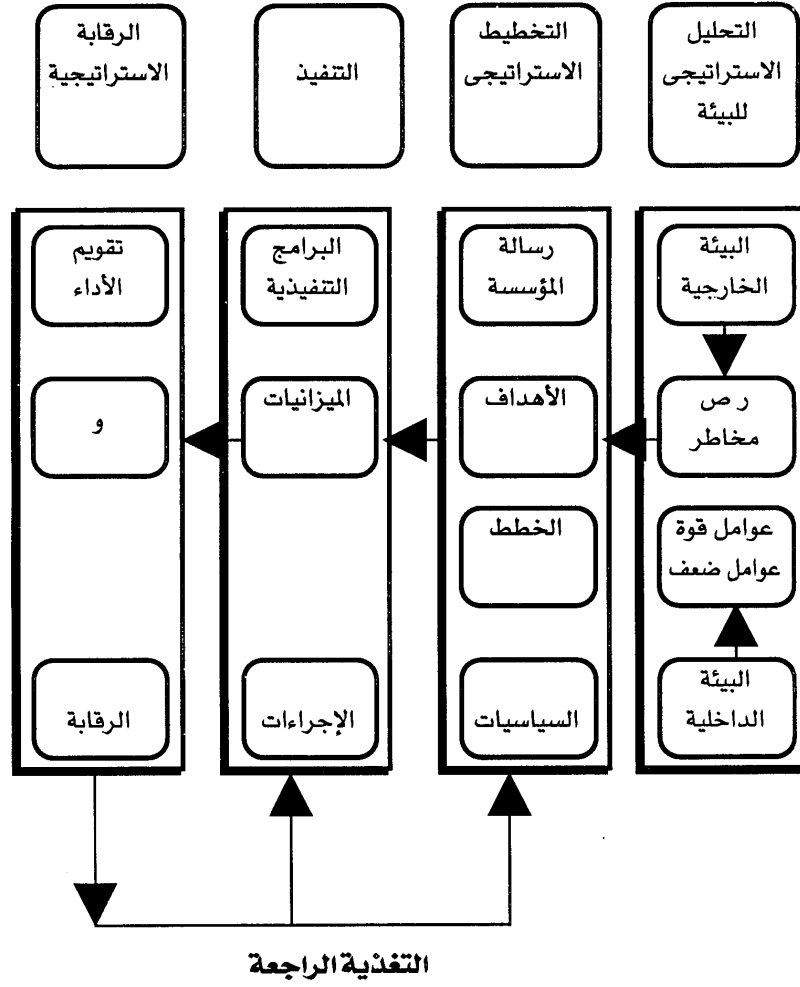 التحليل
الاستراتيجى
للبيئة
التخطيط
الاستراتيجى
التنفيذ
الرقابة
الاستراتيجية
البيئة
الخارجية
ر ص
مخاطر
عوامل قوة
عوامل ضعف
البيئة
الداخلية
رسالة
المؤسسة
الأهداف
الخطط
السياسيات
البرامج
التنفيذية
الميزانيات
الإجراءات
تقويم
الأداء
و
الرقابة
التغذية الراجعة